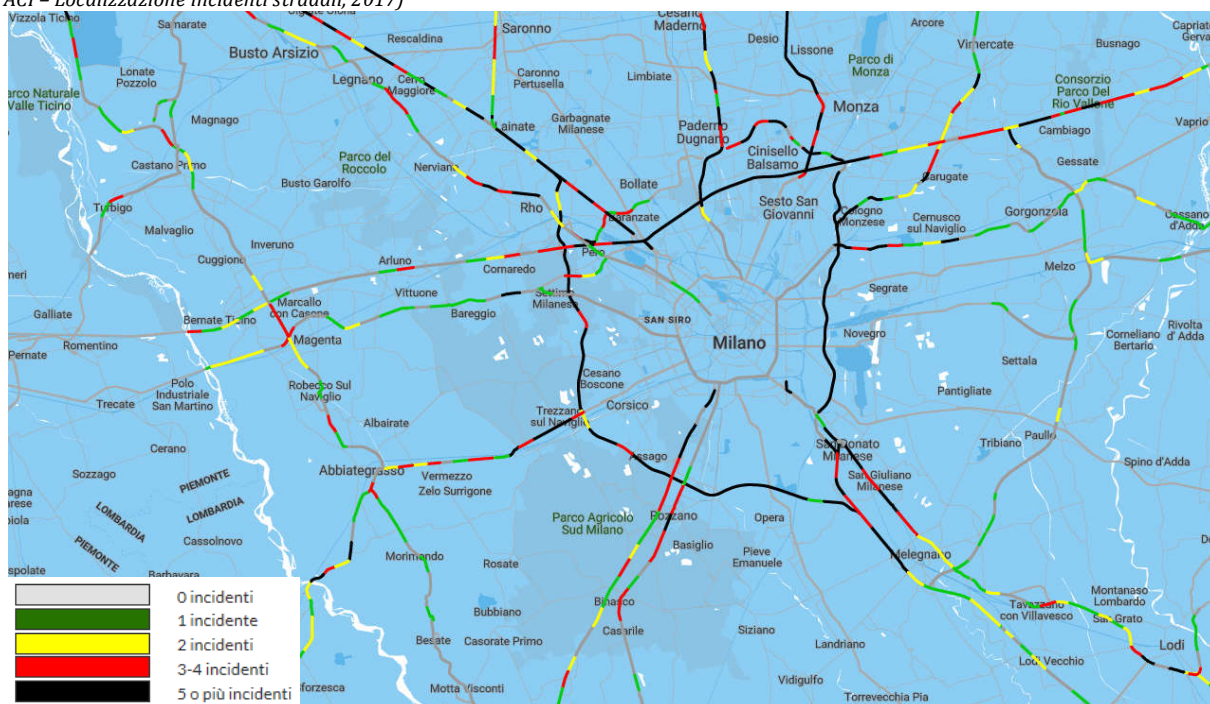 ACI – Localizzazione incidenti stradali, 2017)
Vizzola Ticino
Samarate
Rescaldina
Saronno
Cesano
Maderno
Desio
Lissone
Arcore
Vimercate
Busnago
Capriate
Busto Arsizio
Legnano
Cerro
Maggiore
Caronno
Pertusella
Limbiate
Parco di
Monza
Monza
Consorzio
Parco Del
Rio Vallone
Lonate
Pozzolo
Parco Naturale
Valle Ticino
Magnago
Lainate
Garbagnate
Milanese
Paderno
Dugnano
Cinisello
Balsamo
Cambiago
Vaprio
Gessate
Castano Primo
Parco del
Roccolo
Nerviano
Busto Garolfo
Bollate
Rho
Baranzate
Sesto San
Giovanni
Cologno
Monzese
Carugate
Cernusco
sul Naviglio
Gorgonzola
Cassano
d'Adda
Turbigo
Malvaglio
Inveruno
Cuggiono
Arluno
Pero
Cornaredo
Melzo
Segrate
Galliate
Bernate Ticino
Marcallo
con Casone
Vittuone
Bareggio
Settimo
Milanese
SAN SIRO
Milano
Novegro
Corneliano
Bertario
Rivolta
d'Adda
Pernate
Romentino
Magenta
Settala
Trecate
Polo
Industriale
San Martino
Robecco Sul
Naviglio
Cesano
Boscone
Corsico
Pantigliate
Cerano
Albairate
Trezzano
sul Naviglio
San Donato
Milanese
Tribiano
Paullo
Sozzago
PIEMONTE
LOMBARDIA
Abbiategrasso
Vermezzo
Zelo Surrigone
Assago
San Giuliano
Milanese
Spino d'Adda
LOMBARDIA
PIEMONTE
Cassolnovo
Parco Agricolo
Sud Milano
Rozzano
Opera
Basiglio
Pieve
Emanuele
Melegnano
Morimondo
Rosate
Barbavara
Bubbiano
Binasco
Casarile
Siziano
Landriano
Tavazzano
con Villavesco
Montanaso
Lombardo
San Grato
Lodi
Besate
Casorate Primo
Lodi Vecchio
Motta Visconti
Vidigulfo
Torrevecchia Pia
0 incidenti
1 incidente
2 incidenti
3-4 incidenti
5 o più incidenti